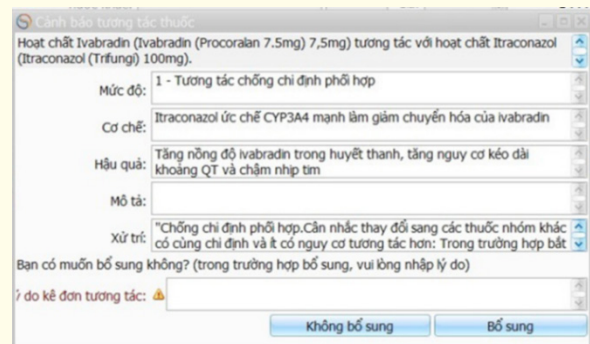 Cảnh báo tương tác thuốc
Hoạt chất Ivabradin (Ivabradin (Procoralan 7.5mg) 7,5mg) tương tác với hoạt chất Itraconazol
(Itraconazol (Trifungi) 100mg).
Mức độ: 1 - Tương tác chống chỉ định phối hợp
Cơ chế: Itraconazol ức chế CYP3A4 mạnh làm giảm chuyển hóa của ivabradin
Hậu quả: Tăng nồng độ ivabradin trong huyết thanh, tăng nguy cơ kéo dài
khoảng QT và chậm nhịp tim
Mô tả:
Xử trí: "Chống chỉ định phối hợp.Cân nhắc thay đổi sang các thuốc nhóm khác
có cùng chỉ định và ít có nguy cơ tương tác hơn: Trong trường hợp bắt
Bạn có muốn bổ sung không? (trong trường hợp bổ sung, vui lòng nhập lý do)
do kê đơn tương tác:
Không bổ sung
Bổ sung